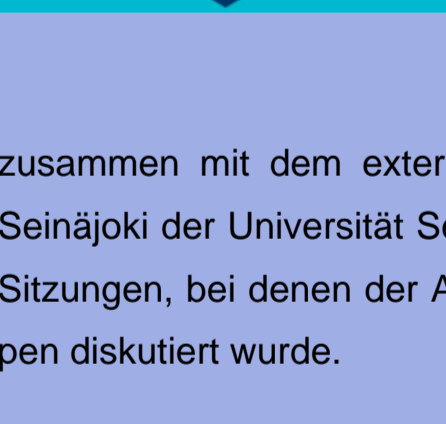 zusammen mit dem exter
Seinäjoki der Universität S
Sitzungen, bei denen der A
pen diskutiert wurde.